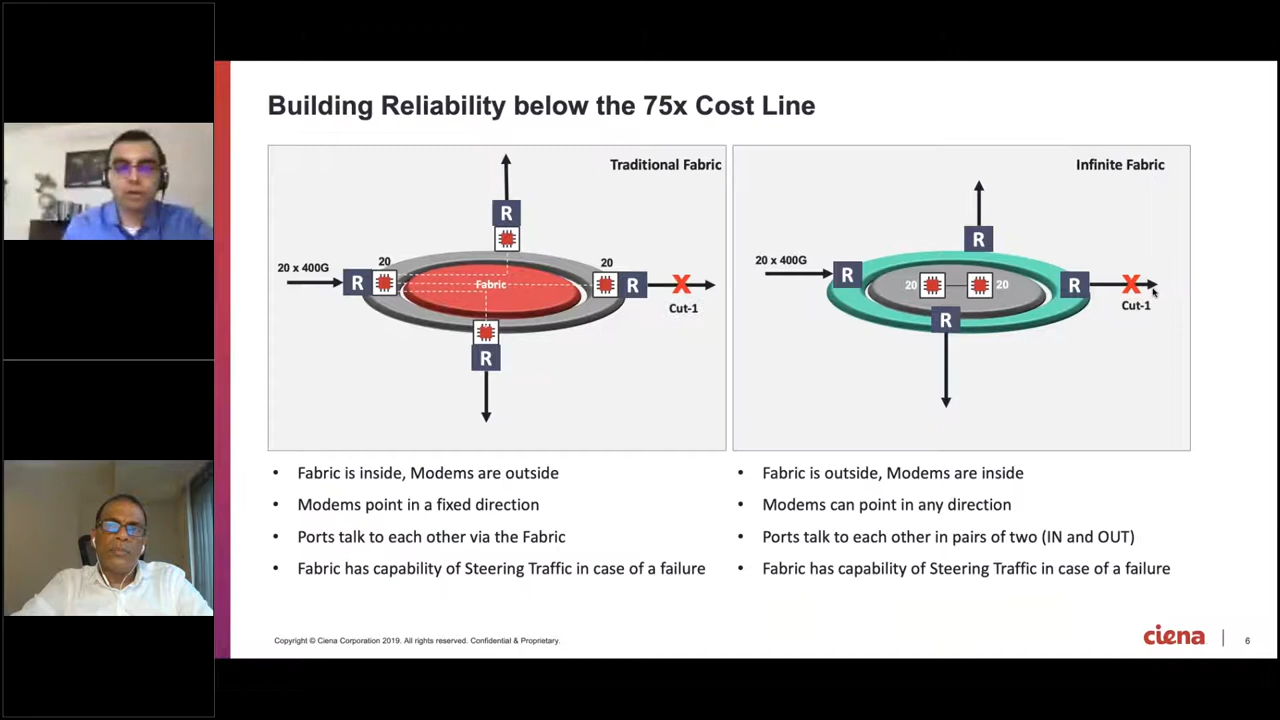 Building Reliability below the 75x Cost Line
Traditional Fabric
R
20 x 400G
20
R
Fabric
20
R
X
Cut-1
R
Infinite Fabric
R
20 x 400G
R
20
20
R
X
Cut-1
R
• Fabric is inside, Modems are outside
• Modems point in a fixed direction
• Ports talk to each other via the Fabric
• Fabric has capability of Steering Traffic in case of a failure
• Fabric is outside, Modems are inside
• Modems can point in any direction
• Ports talk to each other in pairs of two (IN and OUT)
• Fabric has capability of Steering Traffic in case of a failure
Copyright © Ciena Corporation 2019. All rights reserved. Confidential & Proprietary.
ciena
6